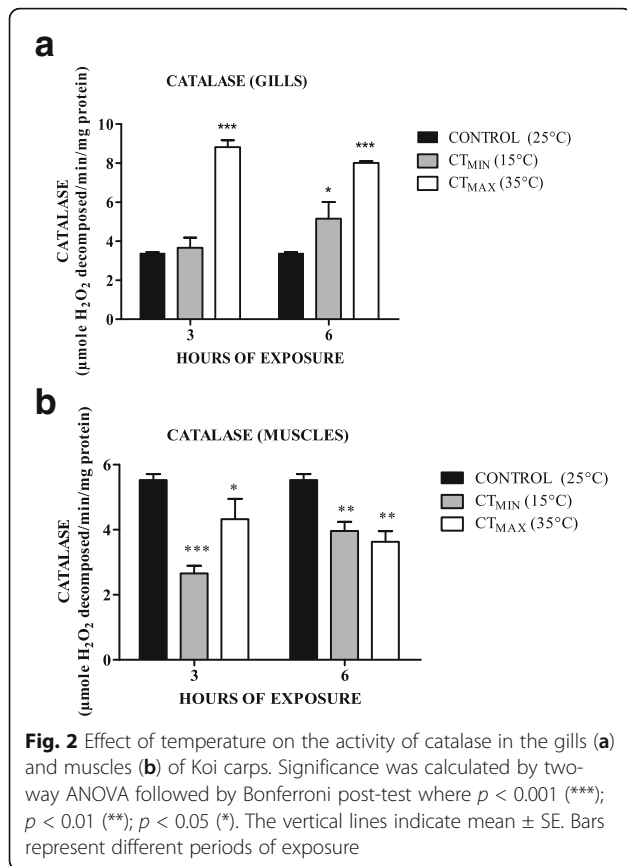 a
CATALASE (GILLS)
CATALASE
(µmole H₂O₂ decomposed/min/mg protein)
10
8
6
4
2
0
***
*
***
3
6
HOURS OF EXPOSURE
CONTROL (25°C)
CT_MIN (15°C)
CT_MAX (35°C)
b
CATALASE (MUSCLES)
CATALASE
(µmole H₂O₂ decomposed/min/mg protein)
6
4
2
0
***
*
**
**
3
6
HOURS OF EXPOSURE
CONTROL (25°C)
CT_MIN (15°C)
CT_MAX (35°C)
Fig. 2 Effect of temperature on the activity of catalase in the gills (a)
and muscles (b) of Koi carps. Significance was calculated by two-
way ANOVA followed by Bonferroni post-test where p < 0.001 (***);
p < 0.01 (**); p < 0.05 (*). The vertical lines indicate mean ± SE. Bars
represent different periods of exposure